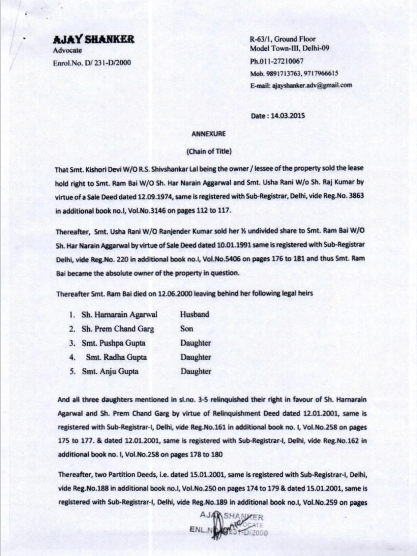 AJAY SHANKER
Advocate
Enrol.No. D/ 231-D/2000
R-63/1, Ground Floor
Model Town-III, Delhi-09
Ph.011-27210067
Mob. 9891713763, 9717966615
E-mail: ajayshanker.adv@gmail.com
Date : 14.03.2015
ANNEXURE
(Chain of Title)
That Smt. Kishori Devi W/O R.S. Shivshankar Lal being the owner / lessee of the property sold the lease
hold right to Smt. Ram Bai W/O Sh. Har Narain Aggarwal and Smt. Usha Rani W/o Sh. Raj Kumar by
virtue of a Sale Deed dated 12.09.1974, same is registered with Sub-Registrar, Delhi, vide Reg. No. 3863
in additional book no.I, Vol.No.3146 on pages 112 to 117.
Thereafter, Smt. Usha Rani W/O Ranjender Kumar sold her ½ undivided share to Smt. Ram Bai W/O
Sh. Har Narain Aggarwal by virtue of Sale Deed dated 10.01.1991 same is registered with Sub-Registrar
Delhi, vide Reg. No. 220 in additional book no.I, Vol.No.5406 on pages 176 to 181 and thus Smt. Ram
Bai became the absolute owner of the property in question.
Thereafter Smt. Ram Bai died on 12.06.2000 leaving behind her following legal heirs
1. Sh. Harnarain Agarwal Husband
2. Sh. Prem Chand Garg Son
3. Smt. Pushpa Gupta Daughter
4. Smt. Radha Gupta Daughter
5. Smt. Anju Gupta Daughter
And all three daughters mentioned in sl.no. 3-5 relinquished their right in favour of Sh. Harnarain
Agarwal and Sh. Prem Chand Garg by virtue of Relinquishment Deed dated 12.01.2001, same is
registered with Sub-Registrar-I, Delhi, vide Reg.No.161 in additional book no. I, Vol.No.258 on pages
175 to 177. & dated 12.01.2001, same is registered with Sub-Registrar-I, Delhi, vide Reg.No.162 in
additional book no. I, Vol.No.258 on pages 178 to 180
Thereafter, two Partition Deeds, i.e. dated 15.01.2001, same is registered with Sub-Registrar-I, Delhi,
vide Reg.No.188 in additional book no.I, Vol.No.250 on pages 174 to 179 & dated 15.01.2001, same is
registered with Sub-Registrar-I, Delhi, vide Reg.No.189 in additional book no.I, Vol.No.259 on pages
AJAY SHANKER